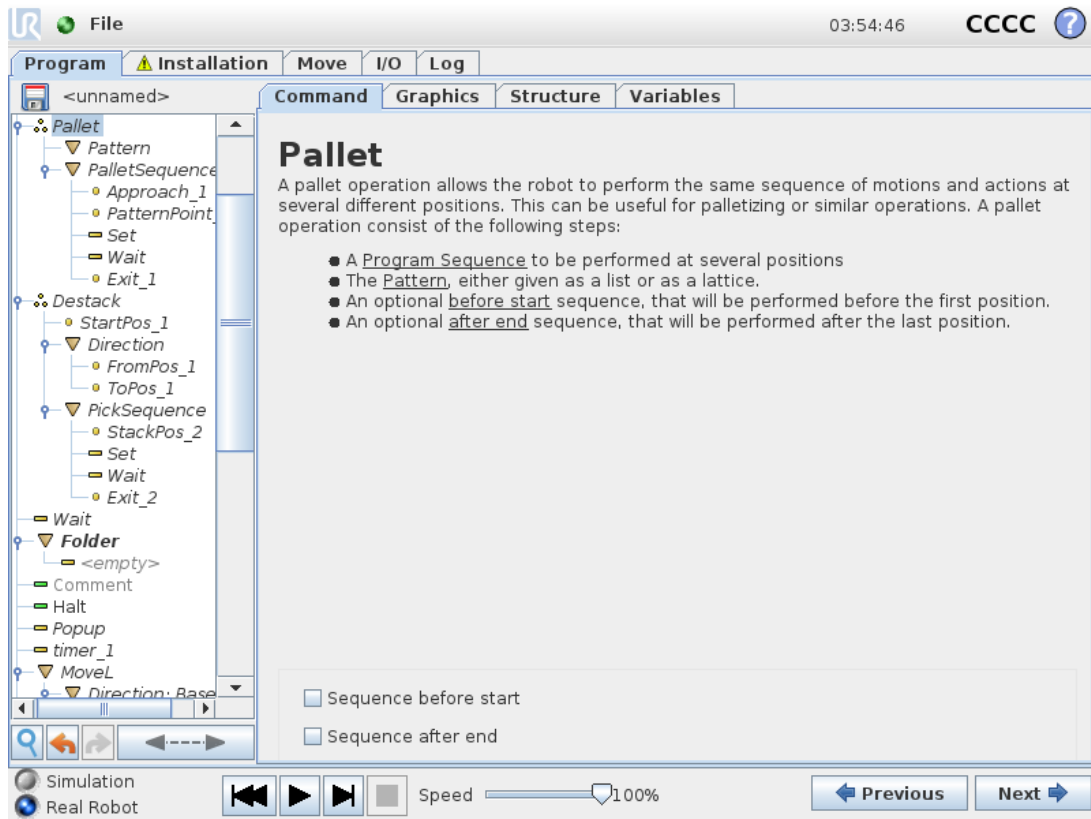 UR File 03:54:46 CCCC ?
Program Installation Move I/O Log
<unnamed> Command Graphics Structure Variables
Pallet
Pattern
PalletSequence
Approach_1
PatternPoint_
Set
Wait
Exit_1
Destack
StartPos_1
Direction
FromPos_1
ToPos_1
PickSequence
StackPos_2
Set
Wait
Exit_2
Wait
Folder
<empty>
Comment
Halt
Popup
timer_1
MoveL
Direction: Base
Pallet
A pallet operation allows the robot to perform the same sequence of motions and actions at
several different positions. This can be useful for palletizing or similar operations. A pallet
operation consist of the following steps:
A Program Sequence to be performed at several positions
The Pattern, either given as a list or as a lattice.
An optional before start sequence, that will be performed before the first position.
An optional after end sequence, that will be performed after the last position.
Sequence before start
Sequence after end
Simulation
Real Robot
Speed 100%
Previous Next